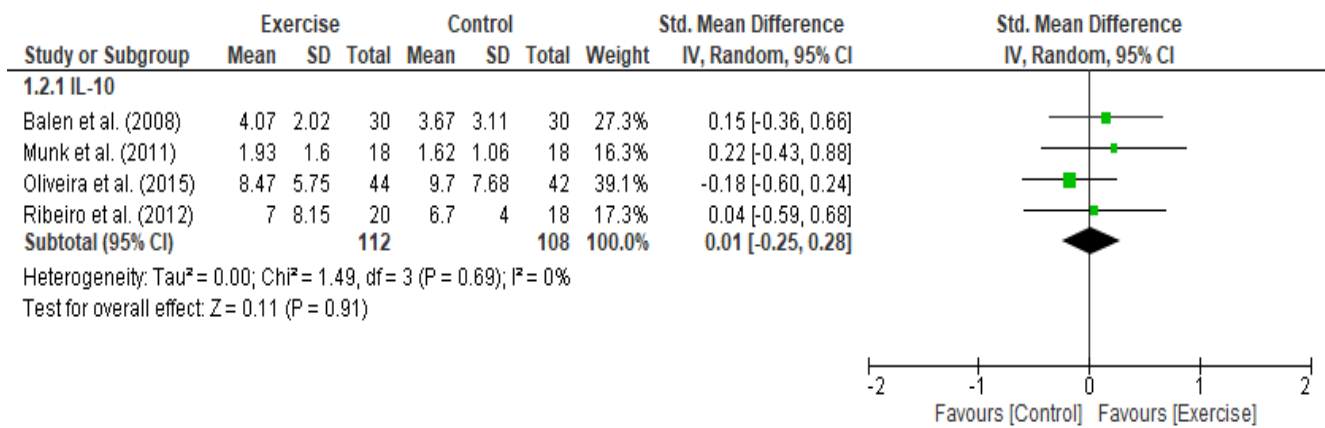 Exercise Control Std. Mean Difference Std. Mean Difference
Study or Subgroup Mean SD Total Mean SD Total Weight IV, Random, 95% CI IV, Random, 95% CI
1.2.1 IL-10
Balen et al. (2008) 4.07 2.02 30 3.67 3.11 30 27.3% 0.15 [-0.36, 0.66]
Munk et al. (2011) 1.93 1.6 18 1.62 1.06 18 16.3% 0.22 [-0.43, 0.88]
Oliveira et al. (2015) 8.47 5.75 44 9.7 7.68 42 39.1% -0.18 [-0.60, 0.24]
Ribeiro et al. (2012) 7 8.15 20 6.7 4 18 17.3% 0.04 [-0.59, 0.68]
Subtotal (95% CI) 112 108 100.0% 0.01 [-0.25, 0.28]
Heterogeneity: Tau² = 0.00; Chi² = 1.49, df = 3 (P = 0.69); I² = 0%
Test for overall effect: Z = 0.11 (P = 0.91)
-2 -1 0 1 2
Favours [Control] Favours [Exercise]